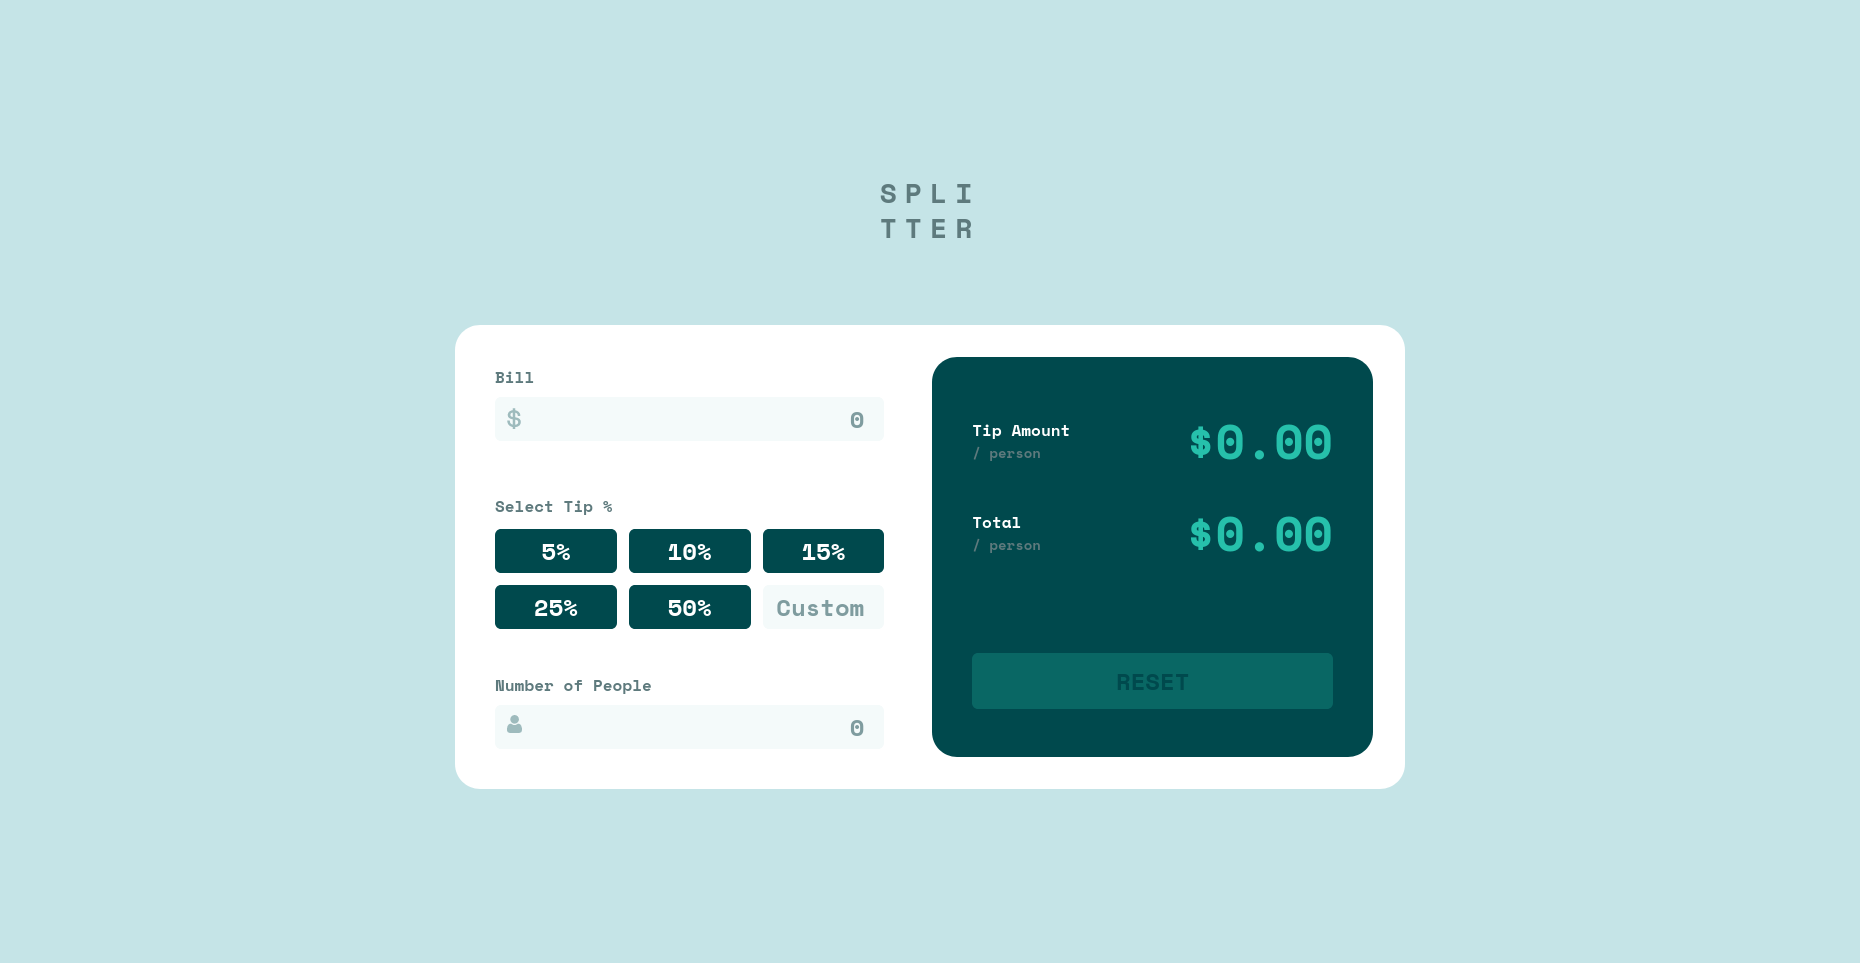 SPLI
TTER
Bill
$ 0
Select Tip %
5% 10% 15%
25% 50% Custom
Number of People
0
Tip Amount
/ person
$0.00
Total
/ person
$0.00
RESET